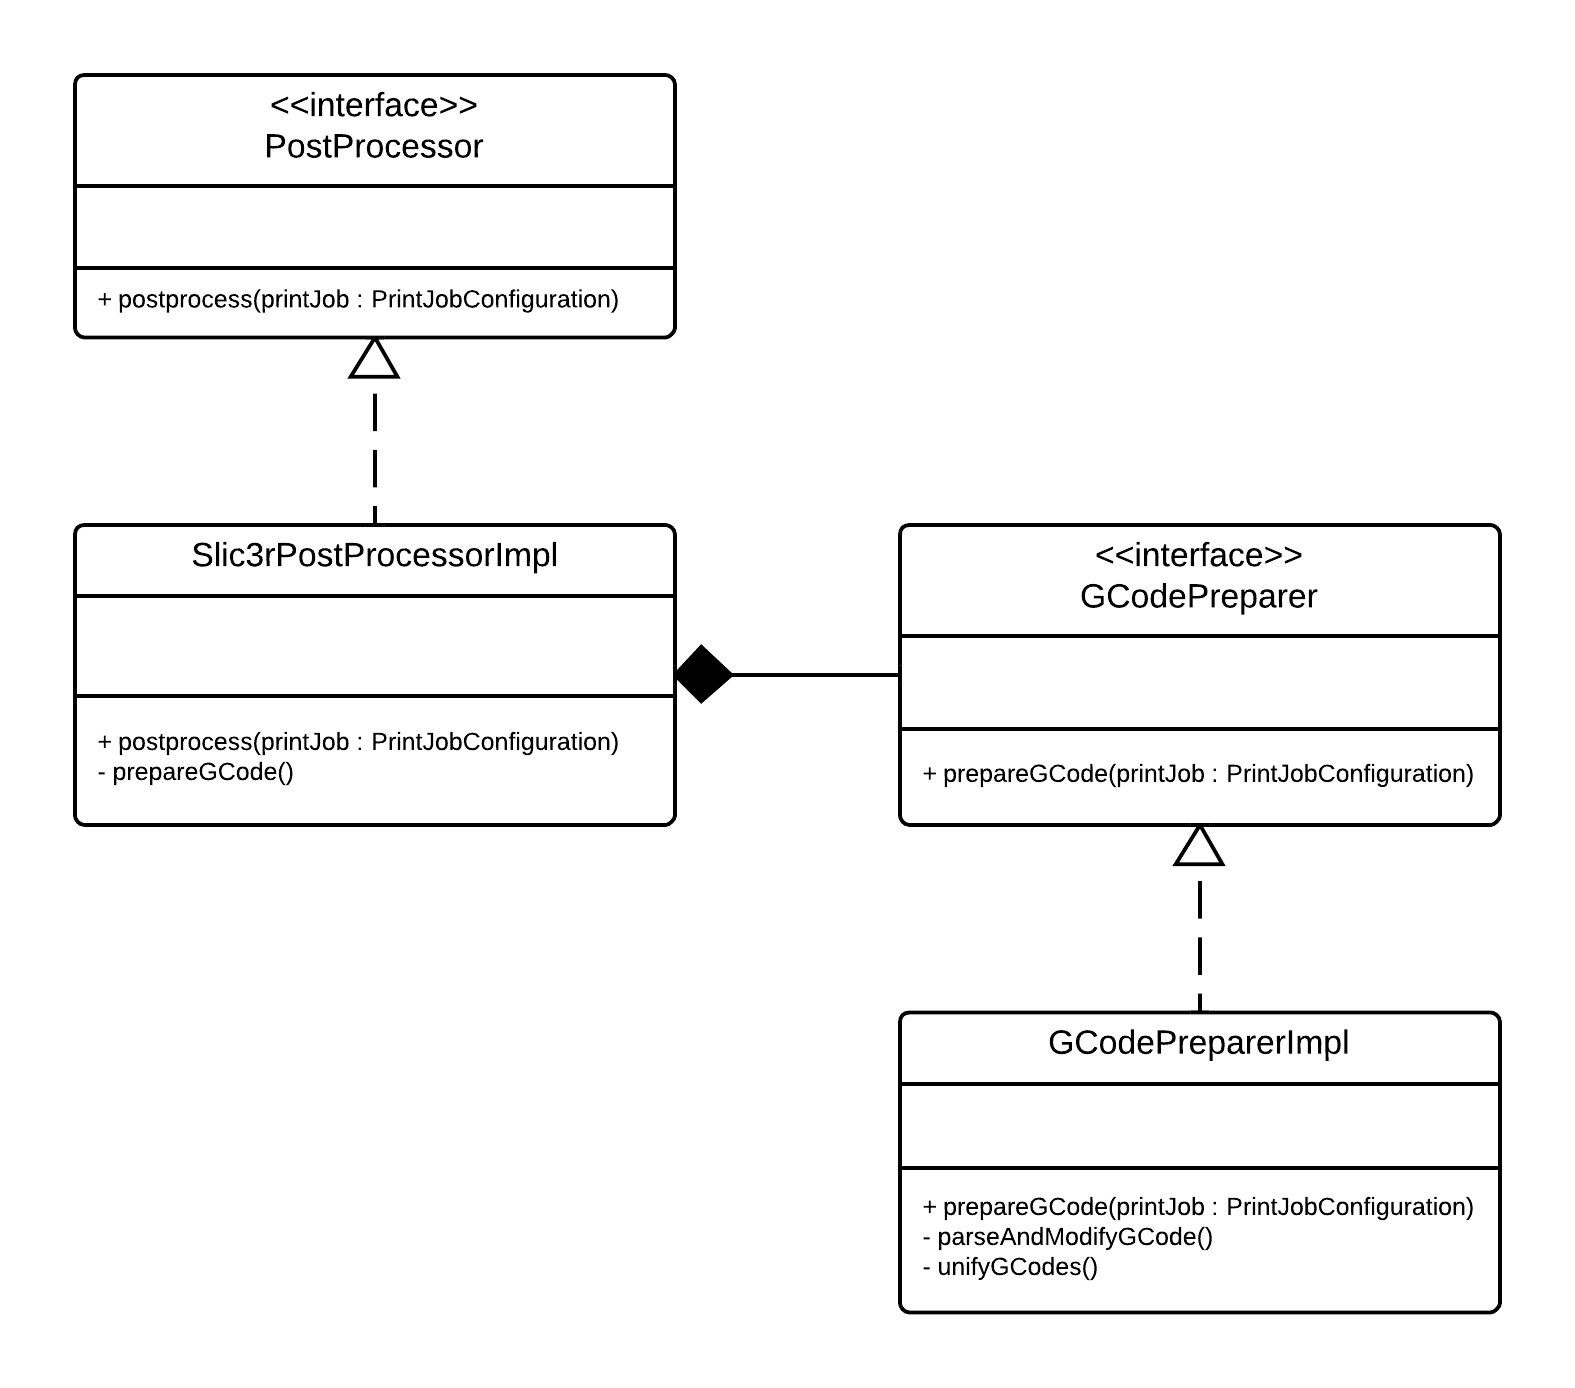 <<interface>>
PostProcessor
+ postprocess(printJob : PrintJobConfiguration)
Slic3rPostProcessorImpl
+ postprocess(printJob : PrintJobConfiguration)
- prepareGCode()
<<interface>>
GCodePreparer
+ prepareGCode(printJob : PrintJobConfiguration)
GCodePreparerImpl
+ prepareGCode(printJob : PrintJobConfiguration)
- parseAndModifyGCode()
- unifyGCodes()